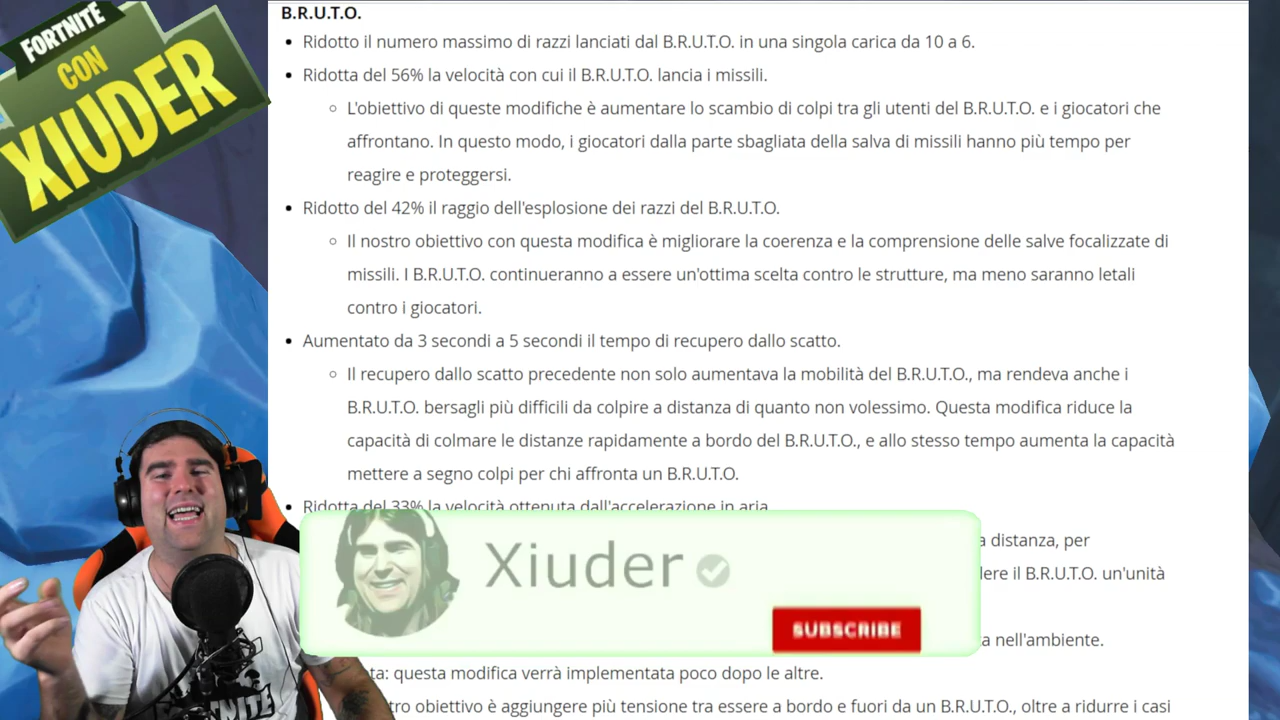 FORTNITE
CON
XIUDER
B.R.U.T.O.
• Ridotto il numero massimo di razzi lanciati dal B.R.U.T.O. in una singola carica da 10 a 6.
• Ridotta del 56% la velocità con cui il B.R.U.T.O. lancia i missili.
○ L'obiettivo di queste modifiche è aumentare lo scambio di colpi tra gli utenti del B.R.U.T.O. e i giocatori che
affrontano. In questo modo, i giocatori dalla parte sbagliata della salva di missili hanno più tempo per
reagire e proteggersi.
• Ridotto del 42% il raggio dell'esplosione dei razzi del B.R.U.T.O.
○ Il nostro obiettivo con questa modifica è migliorare la coerenza e la comprensione delle salve focalizzate di
missili. I B.R.U.T.O. continueranno a essere un'ottima scelta contro le strutture, ma meno saranno letali
contro i giocatori.
• Aumentato da 3 secondi a 5 secondi il tempo di recupero dallo scatto.
○ Il recupero dallo scatto precedente non solo aumentava la mobilità del B.R.U.T.O., ma rendeva anche i
B.R.U.T.O. bersagli più difficili da colpire a distanza di quanto non volessimo. Questa modifica riduce la
capacità di colmare le distanze rapidamente a bordo del B.R.U.T.O., e allo stesso tempo aumenta la capacità
mettere a segno colpi per chi affronta un B.R.U.T.O.
• Ridotta del 33% la velocità ottenuta dall'accelerazione in aria
a distanza, per
il B.R.U.T.O. un'unità
nell'ambiente.
questa modifica verrà implementata poco dopo le altre.
obiettivo è aggiungere più tensione tra essere a bordo e fuori da un B.R.U.T.O., oltre a ridurre i casi
Xiuder
SUBSCRIBE